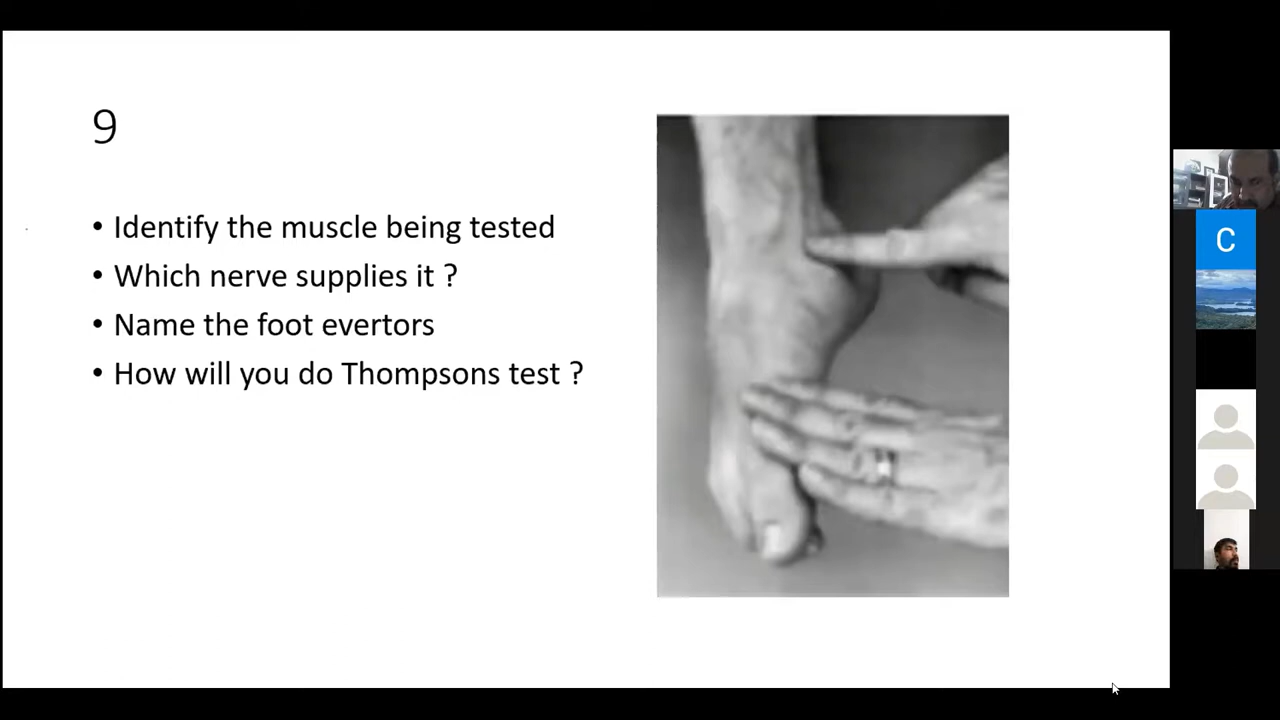 9
• Identify the muscle being tested
• Which nerve supplies it ?
• Name the foot evertors
• How will you do Thompsons test ?
C